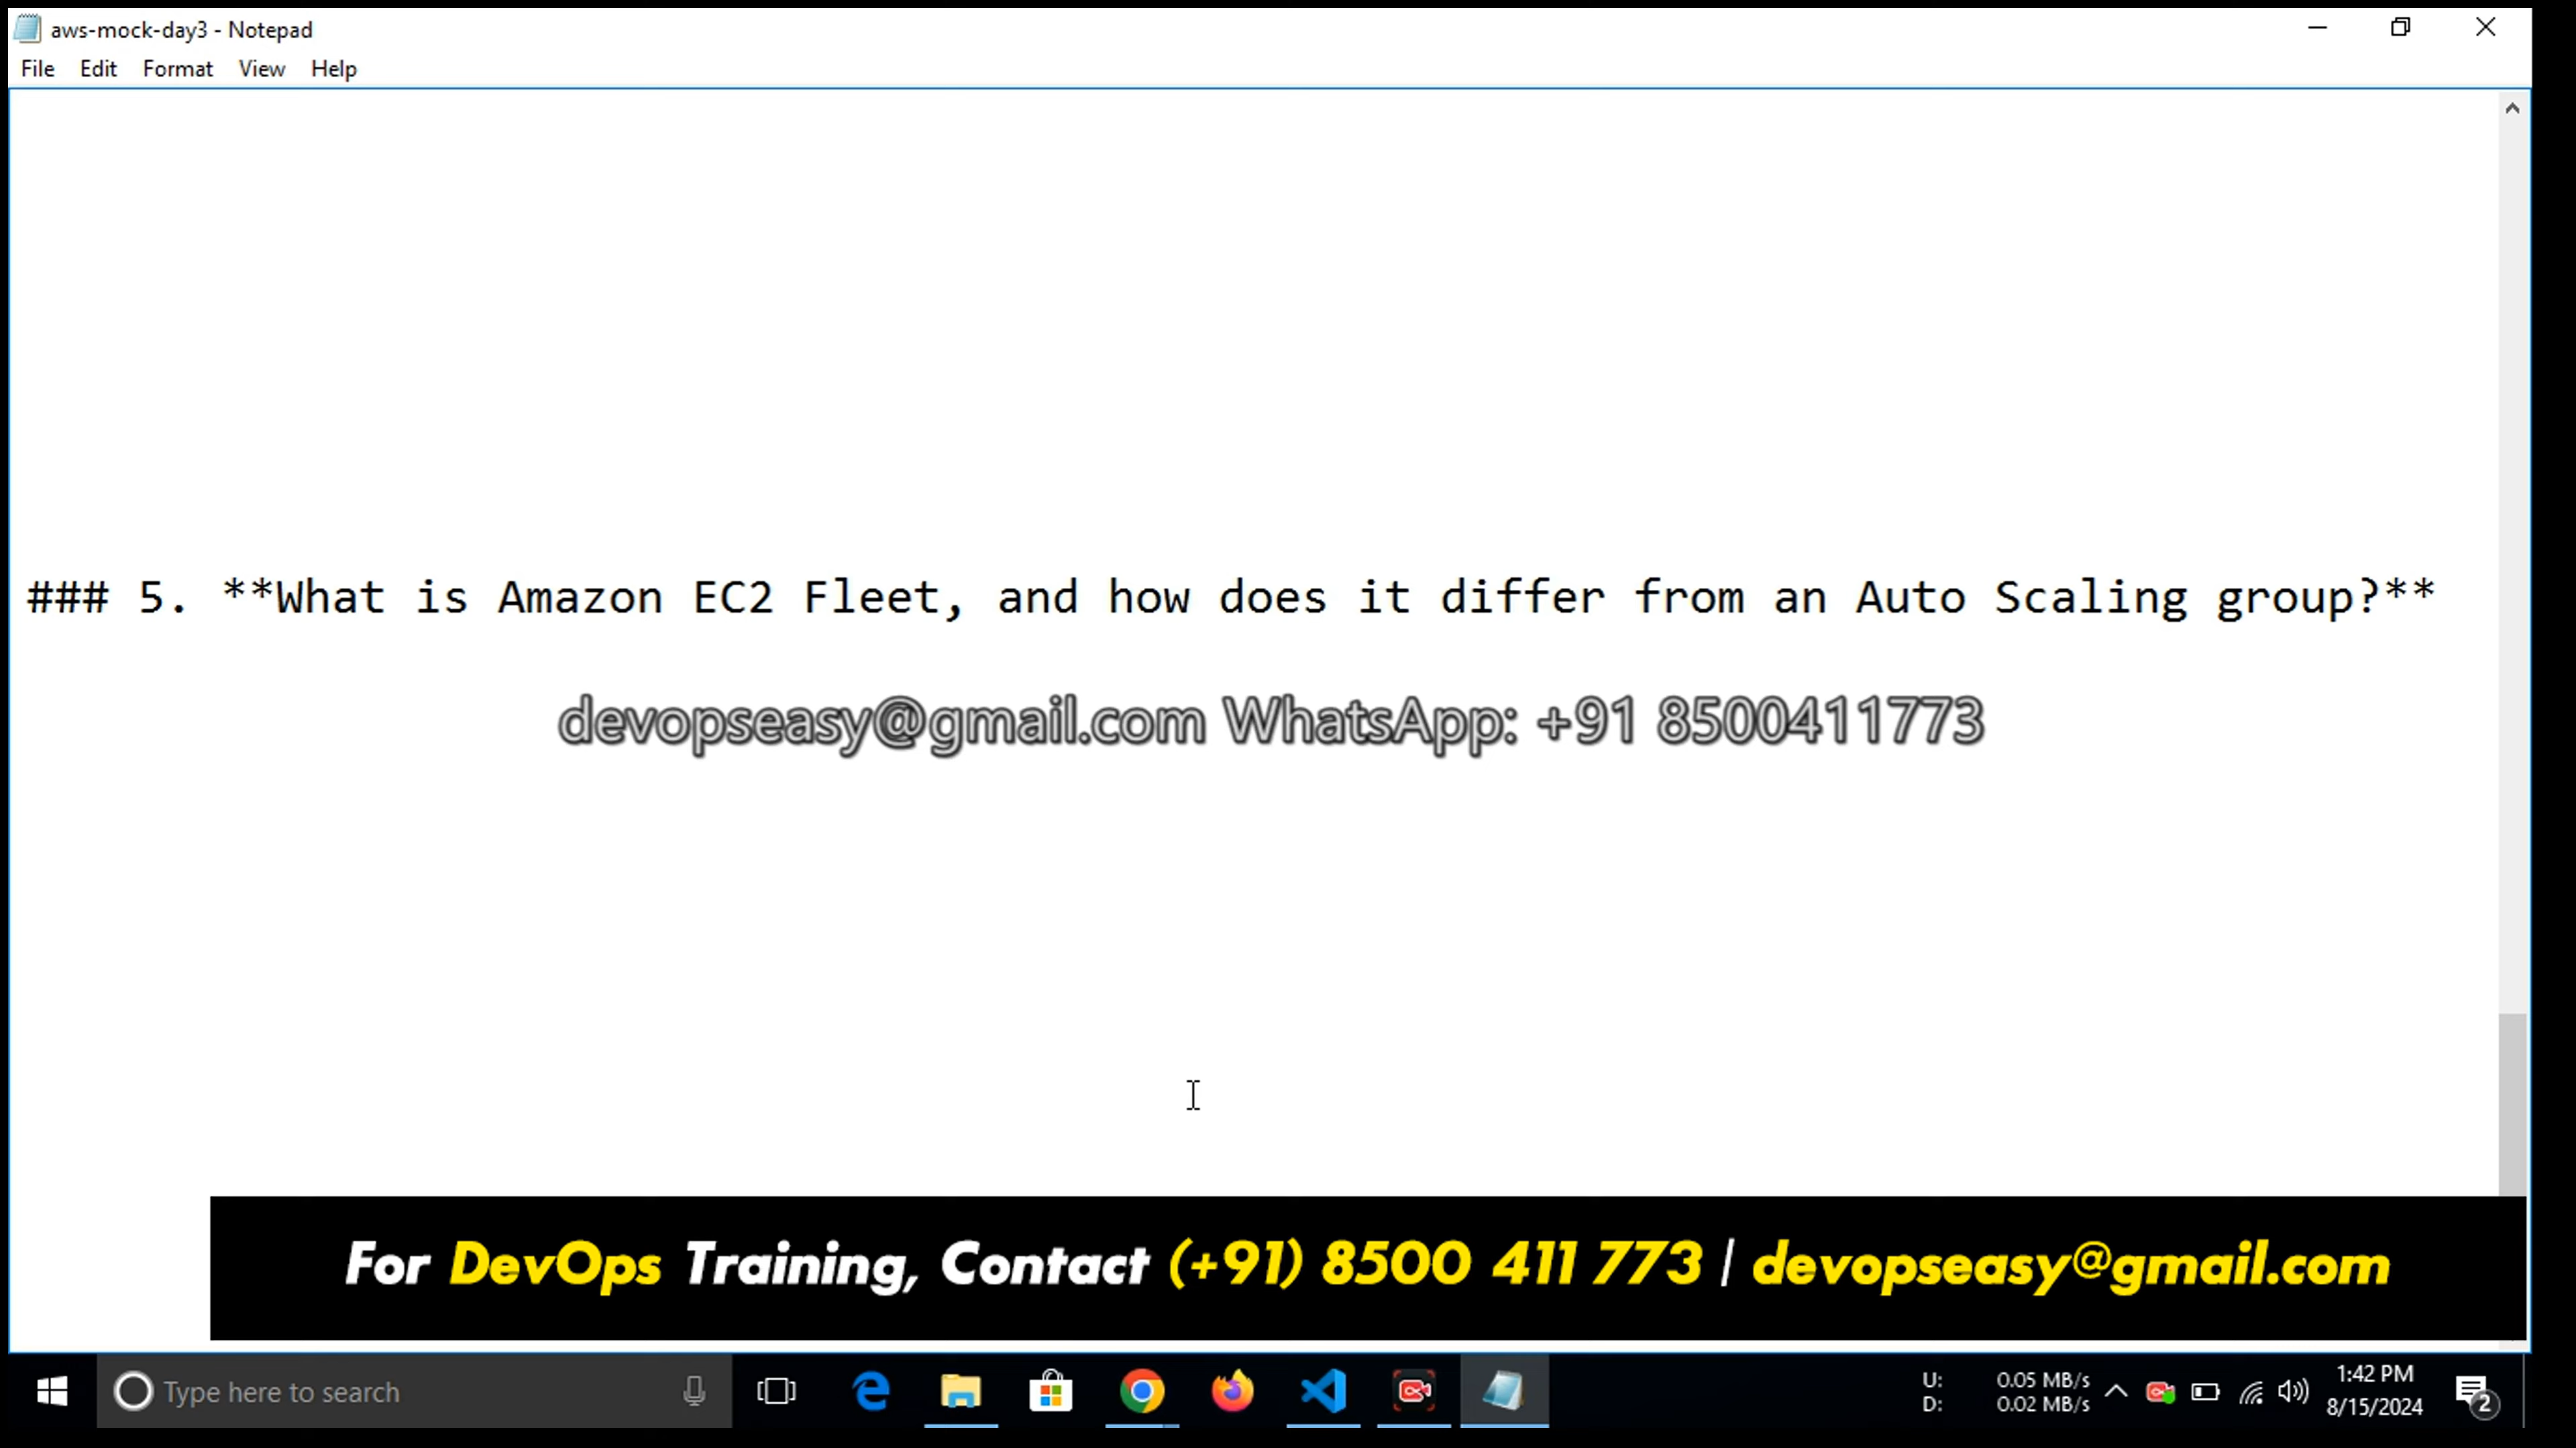 aws-mock-day3 - Notepad
File Edit Format View Help
### 5. **What is Amazon EC2 Fleet, and how does it differ from an Auto Scaling group?**
devopseasy@gmail.com WhatsApp: +91 8500411773
For DevOps Training, Contact (+91) 8500 411 773 | devopseasy@gmail.com
Type here to search
U: 0.05 MB/s
D: 0.02 MB/s
1:42 PM
8/15/2024
2